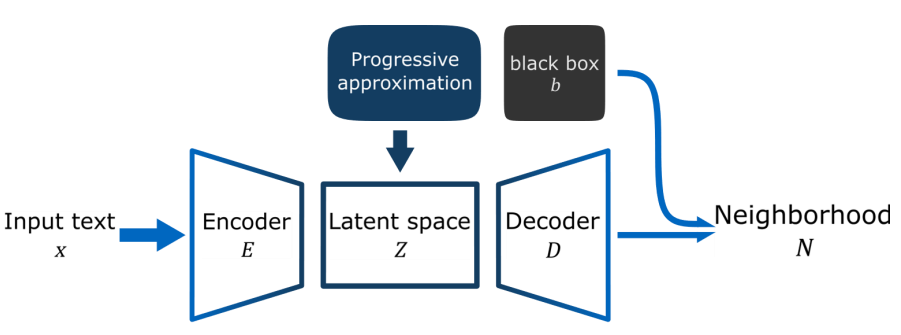 Progressive
approximation
black box
b
Input text
x
Encoder
E
Latent space
Z
Decoder
D
Neighborhood
N